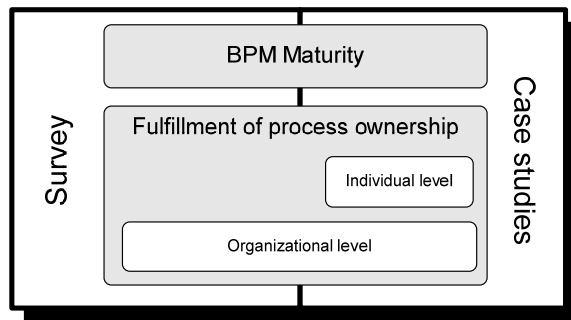 BPM Maturity
Survey
Fulfillment of process ownership
Individual level
Organizational level
Case studies